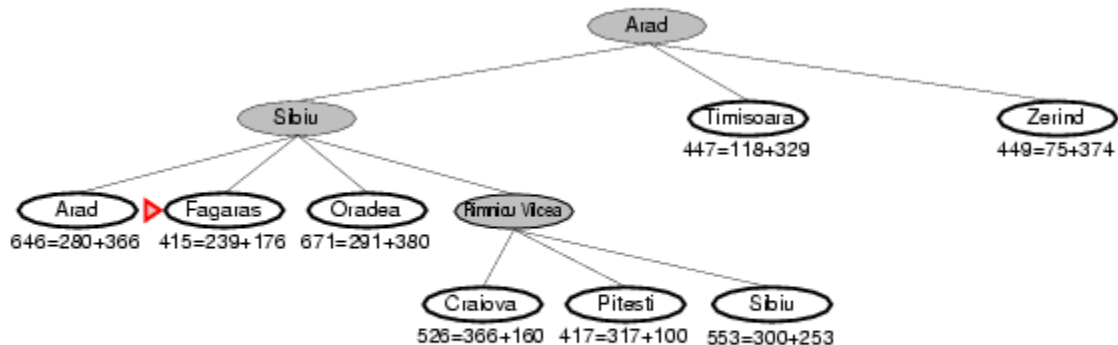 Arad
Sibiu
Timisoara
Zerind
447=118+329
449=75+374
Arad
Fagaras
Oradea
Rimnicu Vilcea
646=280+366
415=239+176
671=291+380
Craiova
Pitesti
Sibiu
526=366+160
417=317+100
553=300+253